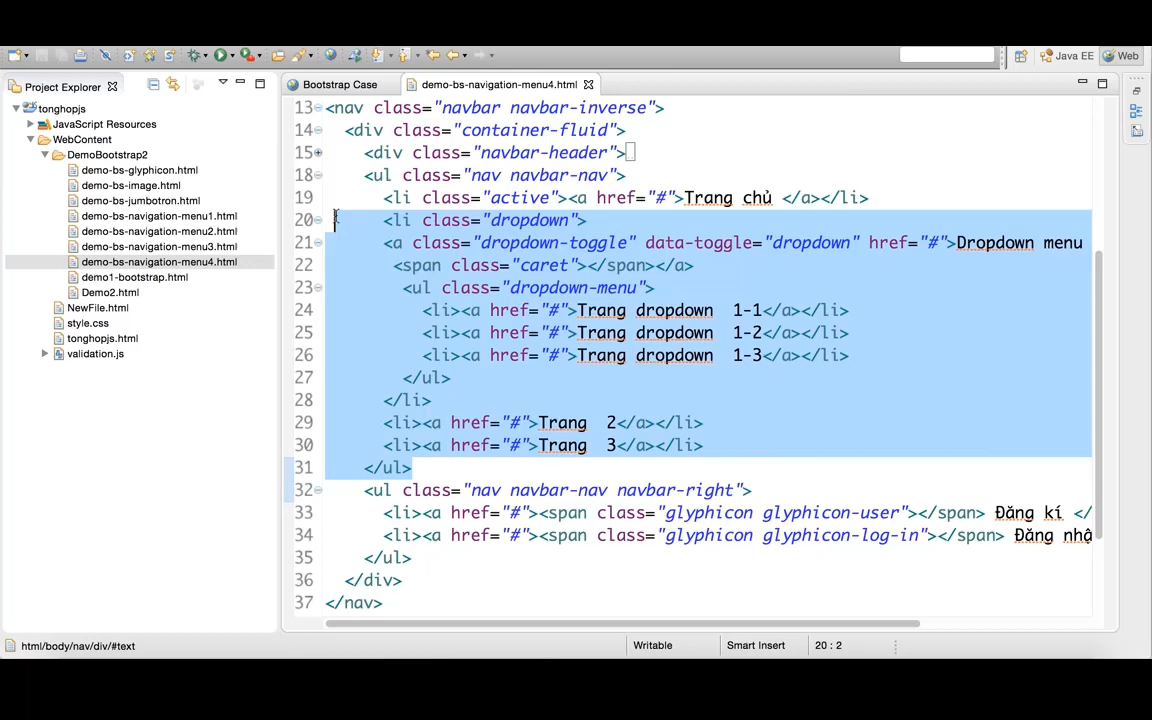 Java EE
Web
Project Explorer
Bootstrap Case
demo-bs-navigation-menu4.html
tonghopjs
JavaScript Resources
WebContent
DemoBootstrap2
demo-bs-glyphicon.html
demo-bs-image.html
demo-bs-jumbotron.html
demo-bs-navigation-menu1.html
demo-bs-navigation-menu2.html
demo-bs-navigation-menu3.html
demo-bs-navigation-menu4.html
demo1-bootstrap.html
Demo2.html
NewFile.html
style.css
tonghopjs.html
validation.js
13 <nav class="navbar navbar-inverse">
14 <div class="container-fluid">
15 <div class="navbar-header">
18 <ul class="nav navbar-nav">
19 <li class="active"><a href="#">Trang chủ </a></li>
20 <li class="dropdown">
21 <a class="dropdown-toggle" data-toggle="dropdown" href="#">Dropdown menu
22 <span class="caret"></span></a>
23 <ul class="dropdown-menu">
24 <li><a href="#">Trang dropdown 1-1</a></li>
25 <li><a href="#">Trang dropdown 1-2</a></li>
26 <li><a href="#">Trang dropdown 1-3</a></li>
27 </ul>
28 </li>
29 <li><a href="#">Trang 2</a></li>
30 <li><a href="#">Trang 3</a></li>
31 </ul>
32 <ul class="nav navbar-nav navbar-right">
33 <li><a href="#"><span class="glyphicon glyphicon-user"></span> Đăng kí </
34 <li><a href="#"><span class="glyphicon glyphicon-log-in"></span> Đăng nhậ
35 </ul>
36 </div>
37 </nav>
html/body/nav/div/#text
Writable
Smart Insert
20 : 2